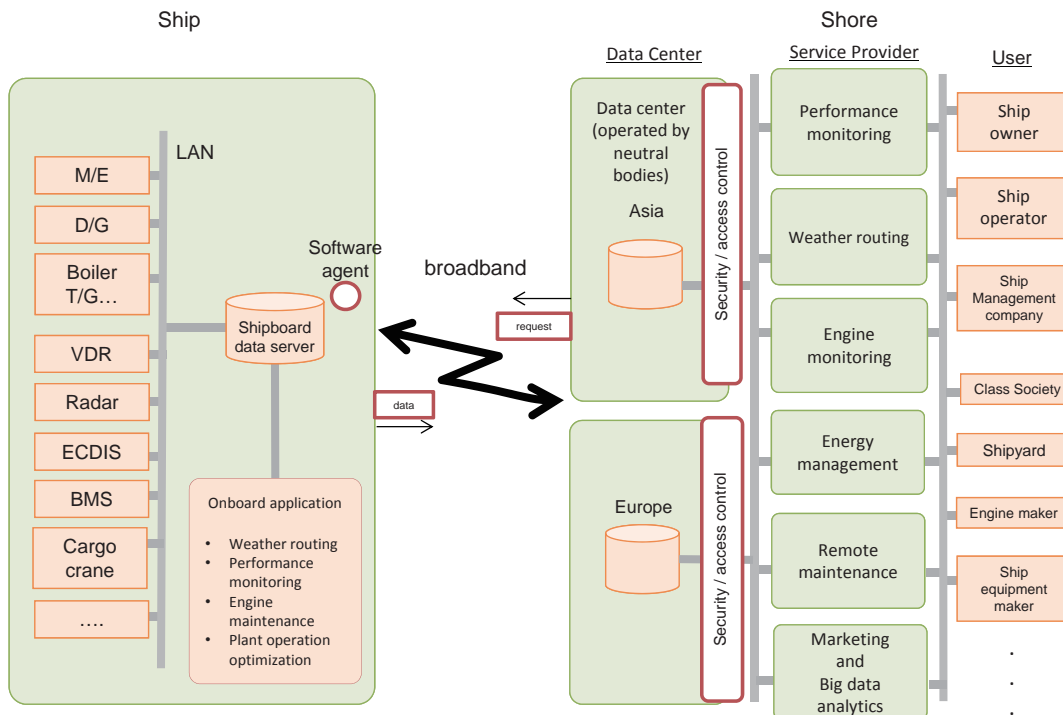 Ship
Shore
Data Center
Service Provider
User
LAN
M/E
D/G
Boiler
T/G…
VDR
Radar
ECDIS
BMS
Cargo
crane
….
Software
agent
Shipboard
data server
Onboard application
• Weather routing
• Performance
monitoring
• Engine
maintenance
• Plant operation
optimization
broadband
request
data
Data center
(operated by
neutral
bodies)
Asia
Security / access control
Europe
Security / access control
Performance
monitoring
Weather routing
Engine
monitoring
Energy
management
Remote
maintenance
Marketing
and
Big data
analytics
Ship
owner
Ship
operator
Ship
Management
company
Class Society
Shipyard
Engine maker
Ship
equipment
maker
.
.
.